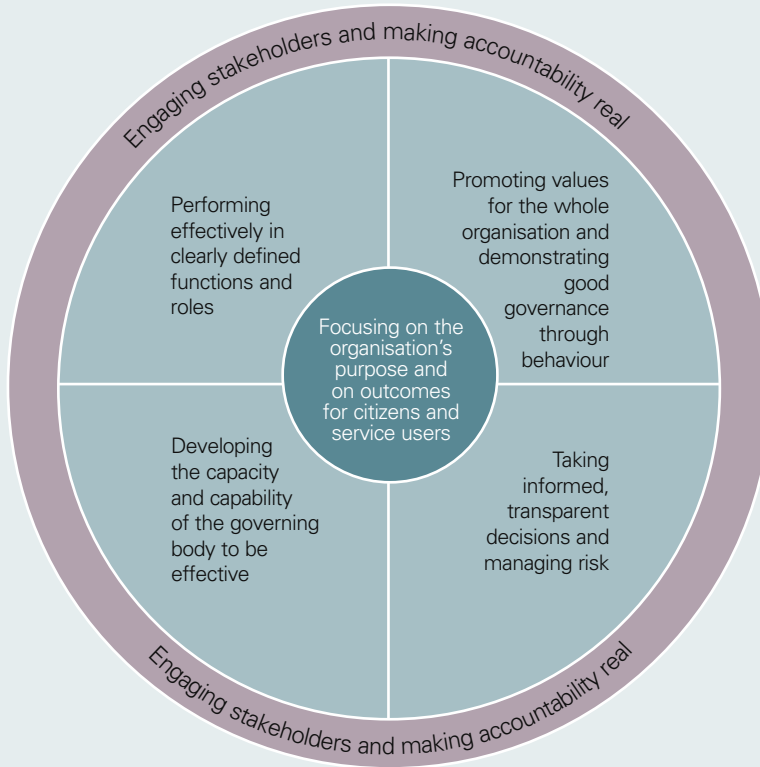 Engaging stakeholders and making accountability real
Performing
effectively in
clearly defined
functions and
roles
Promoting values
for the whole
organisation and
demonstrating
good
governance
through
behaviour
Focusing on the
organisation’s
purpose and
on outcomes
for citizens and
service users
Developing
the capacity
and capability
of the governing
body to be
effective
Taking
informed,
transparent
decisions and
managing risk
Engaging stakeholders and making accountability real